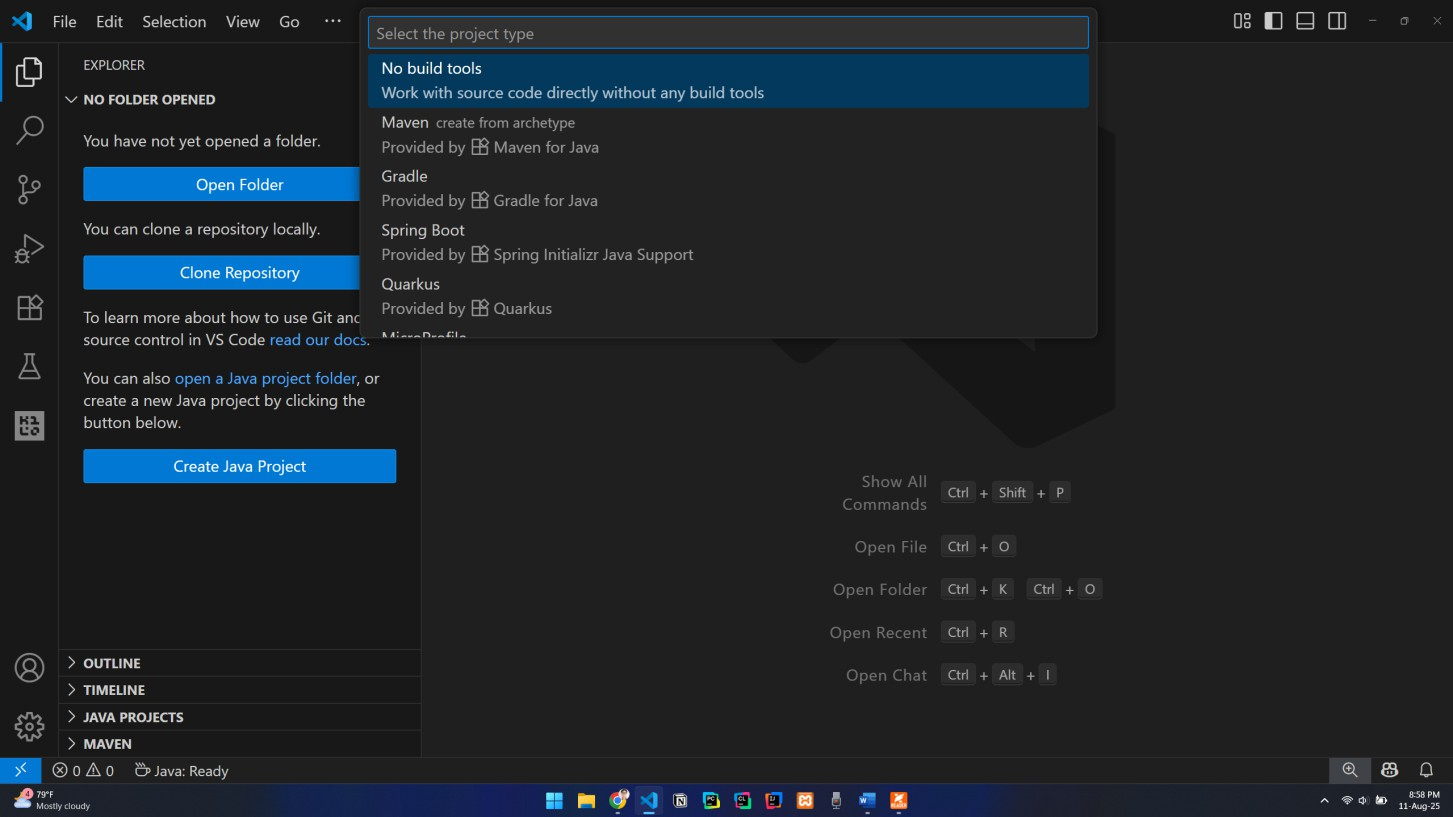 File Edit Selection View Go ···
Select the project type
No build tools
Work with source code directly without any build tools
Maven create from archetype
Provided by Maven for Java
Gradle
Provided by Gradle for Java
Spring Boot
Provided by Spring Initializr Java Support
Quarkus
Provided by Quarkus
MicroProfile
EXPLORER
NO FOLDER OPENED
You have not yet opened a folder.
Open Folder
You can clone a repository locally.
Clone Repository
To learn more about how to use Git and
source control in VS Code read our docs.
You can also open a Java project folder, or
create a new Java project by clicking the
button below.
Create Java Project
OUTLINE
TIMELINE
JAVA PROJECTS
MAVEN
Show All
Commands
Ctrl + Shift + P
Open File Ctrl + O
Open Folder Ctrl + K Ctrl + O
Open Recent Ctrl + R
Open Chat Ctrl + Alt + I
0 0 Java: Ready
4
79°F
Mostly cloudy
8:58 PM
11-Aug-25